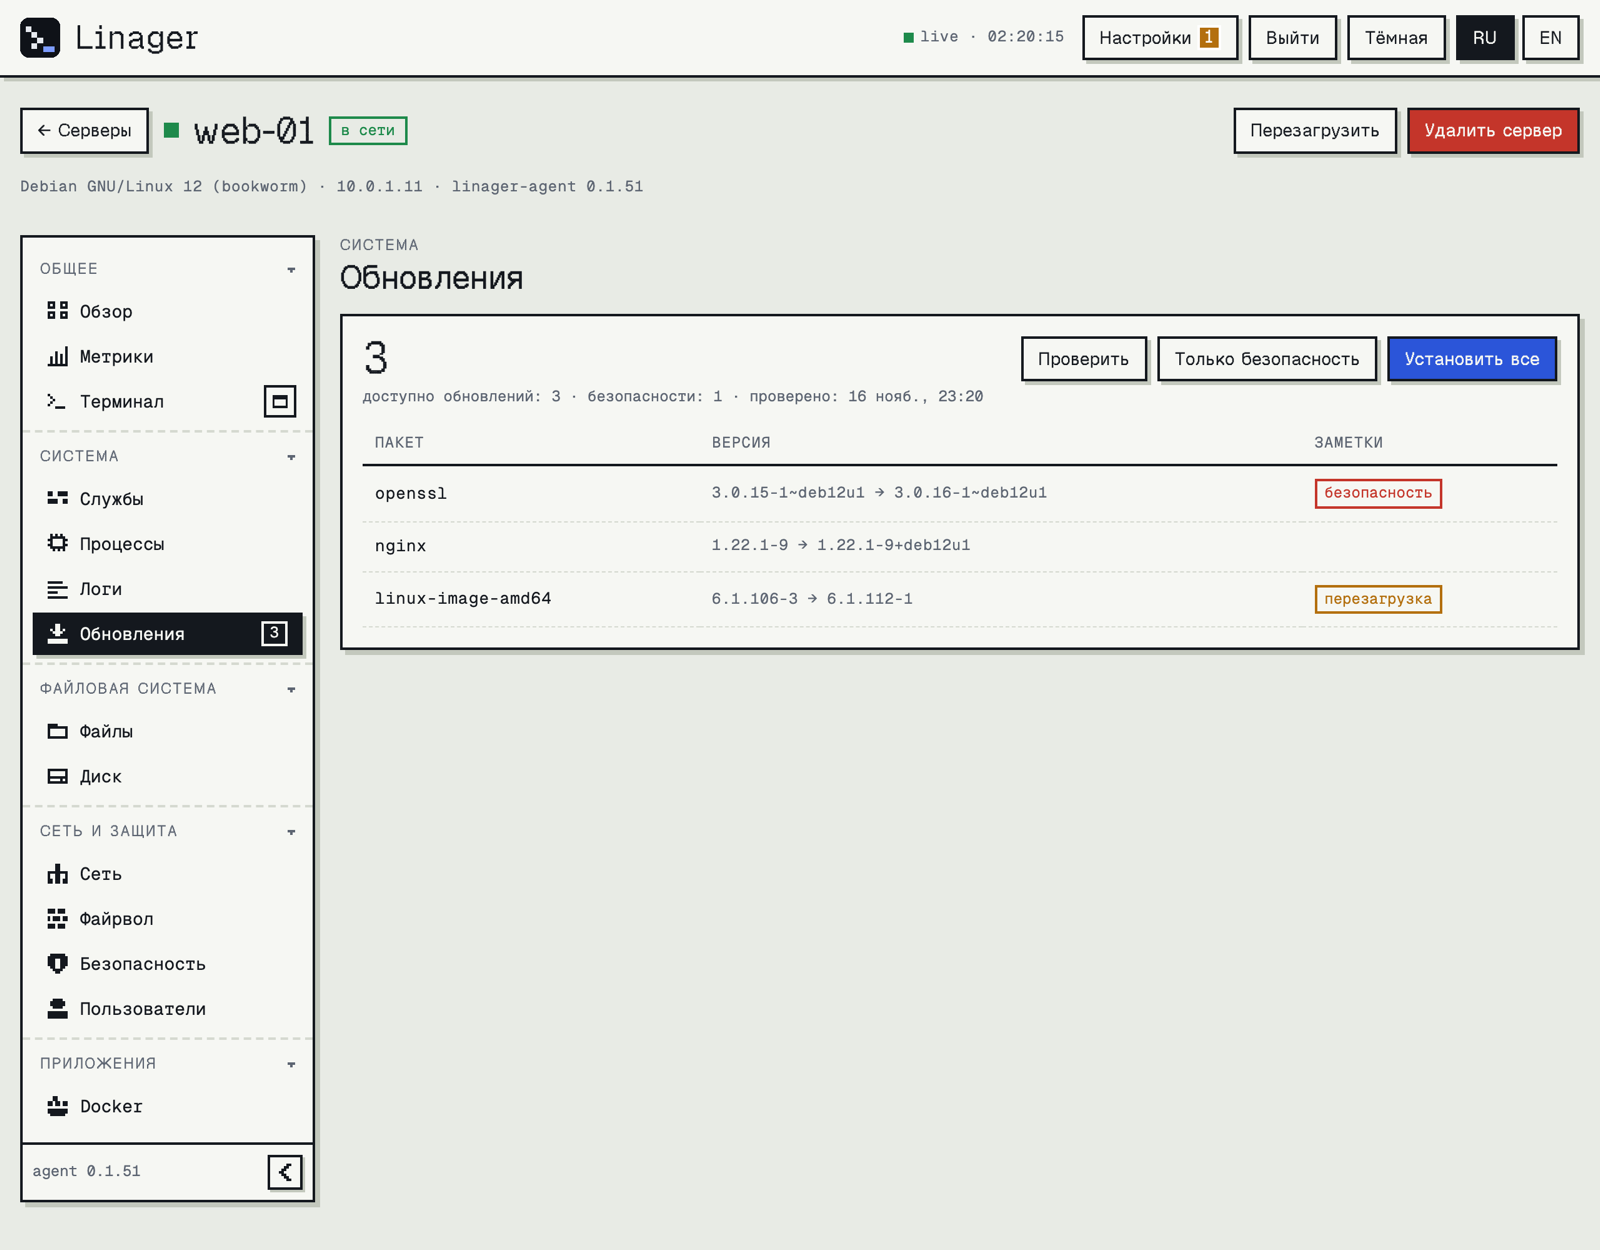 Linager
live · 02:20:15
Настройки 1
Выйти
Тёмная
RU
EN
← Серверы
web-01
в сети
Перезагрузить
Удалить сервер
Debian GNU/Linux 12 (bookworm) · 10.0.1.11 · linager-agent 0.1.51
ОБЩЕЕ
Обзор
Метрики
Терминал
СИСТЕМА
Службы
Процессы
Логи
Обновления 3
ФАЙЛОВАЯ СИСТЕМА
Файлы
Диск
СЕТЬ И ЗАЩИТА
Сеть
Файрвол
Безопасность
Пользователи
ПРИЛОЖЕНИЯ
Docker
agent 0.1.51
СИСТЕМА
Обновления
3
Проверить
Только безопасность
Установить все
доступно обновлений: 3 · безопасности: 1 · проверено: 16 нояб., 23:20
ПАКЕТ ВЕРСИЯ ЗАМЕТКИ
openssl 3.0.15-1~deb12u1 → 3.0.16-1~deb12u1 безопасность
nginx 1.22.1-9 → 1.22.1-9+deb12u1
linux-image-amd64 6.1.106-3 → 6.1.112-1 перезагрузка